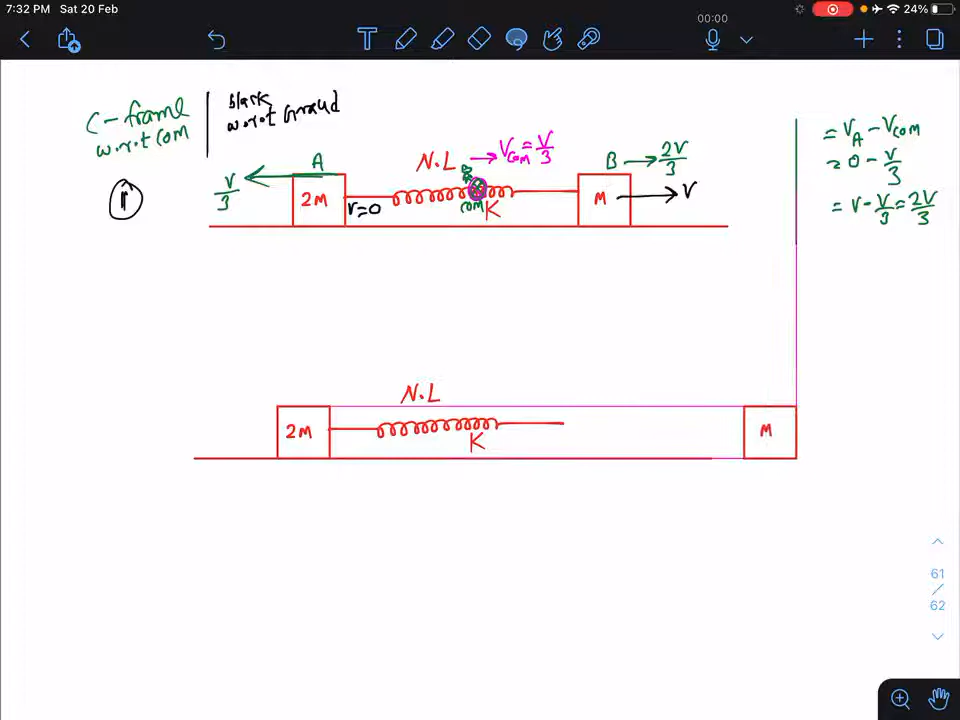 7:32 PM Sat 20 Feb
24%
00:00
C-frame
w.r.t COM
black
w.r.t Ground
V/3
A
2M
V=0
N.L
V_COM = V/3
COM
K
B
2V/3
M
V
= V_A - V_COM
= 0 - V/3
= V - V/3 = 2V/3
N.L
2M
K
M
61
/
62